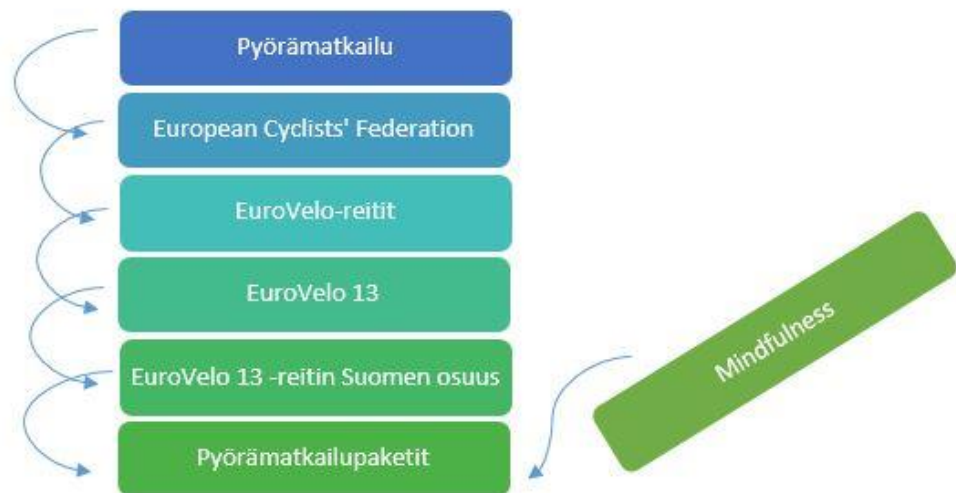 Pyörämatkailu
European Cyclists' Federation
EuroVelo-reitit
EuroVelo 13
EuroVelo 13 -reitin Suomen osuus
Pyörämatkailupaketit
Mindfulness